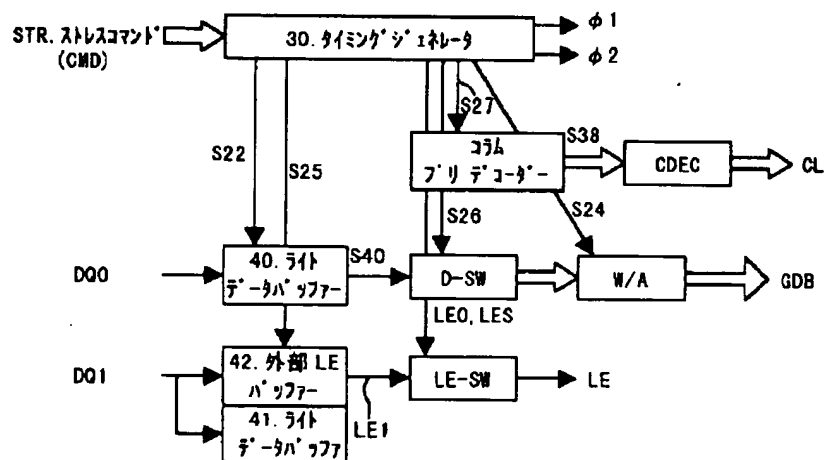 STR. ストレスコマンド
(CMD)
30. タイミングジェネレータ
φ1
φ2
S27
S22
S25
コラム
プリ デコーダー
S38
CDEC
CL
S26
S24
DQ0
40. ライト
データバッファー
S40
D-SW
W/A
GDB
LE0, LES
DQ1
42. 外部 LE
バッファー
LE1
LE-SW
LE
41. ライト
データバッファ